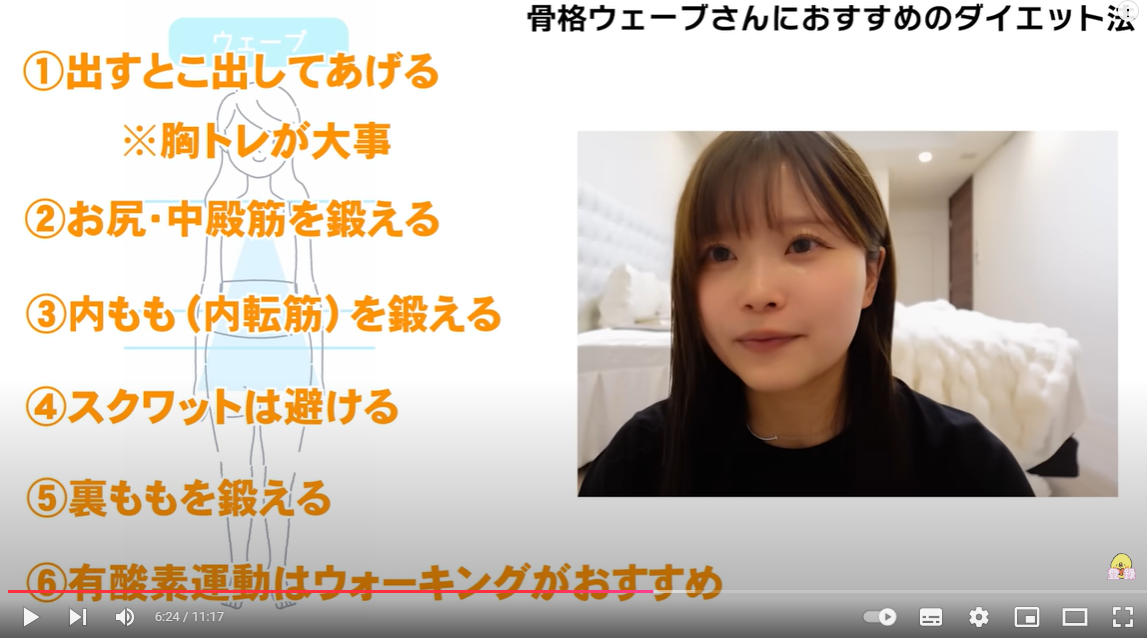 骨格ウェーブさんにおすすめのダイエット法
ウェーブ
①出すとこ出してあげる
※胸トレが大事
②お尻・中殿筋を鍛える
③内もも（内転筋）を鍛える
④スクワットは避ける
⑤裏ももを鍛える
⑥有酸素運動はウォーキングがおすすめ
登録
6:24 / 11:17